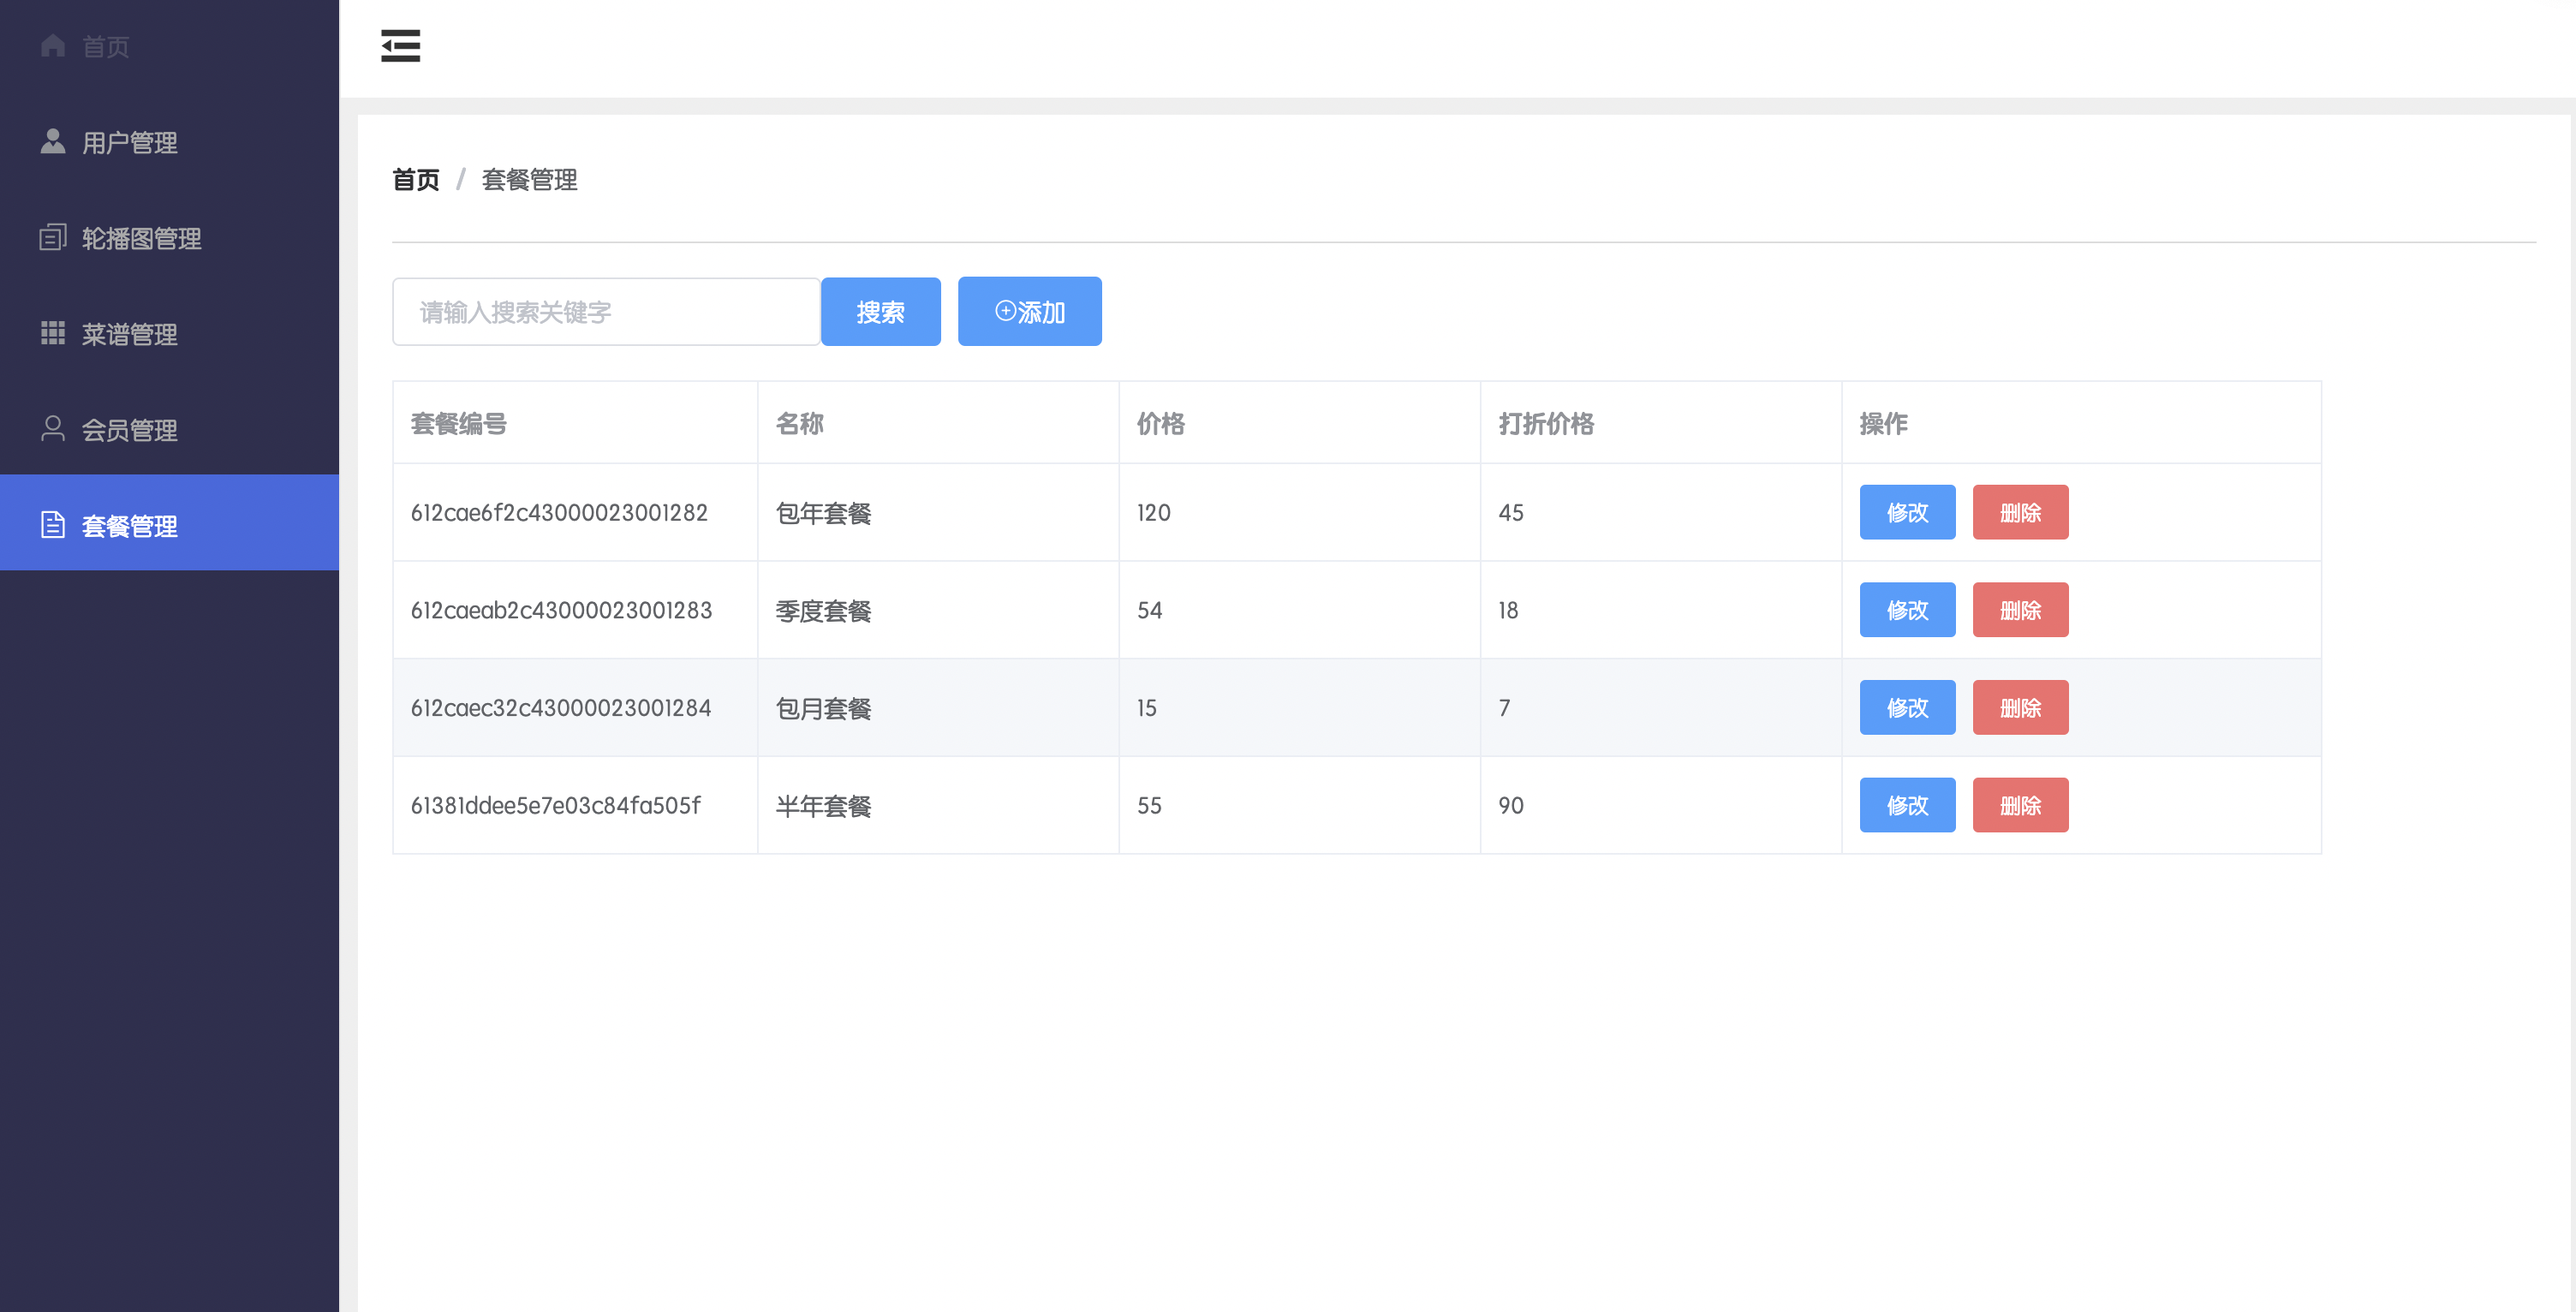 首页
用户管理
轮播图管理
菜谱管理
会员管理
套餐管理
首页 / 套餐管理
请输入搜索关键字 搜索 添加
套餐编号 名称 价格 打折价格 操作
612cae6f2c43000023001282 包年套餐 120 45 修改 删除
612caeab2c43000023001283 季度套餐 54 18 修改 删除
612caec32c43000023001284 包月套餐 15 7 修改 删除
61381ddee5e7e03c84fa505f 半年套餐 55 90 修改 删除